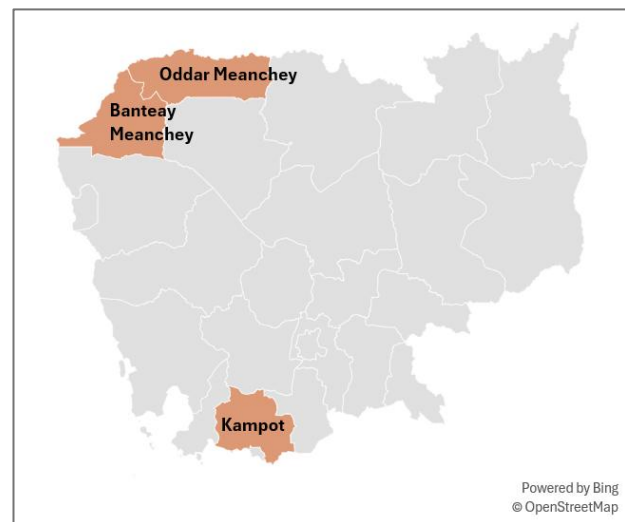 Oddar Meanchey
Banteay
Meanchey
Kampot
Powered by Bing
© OpenStreetMap